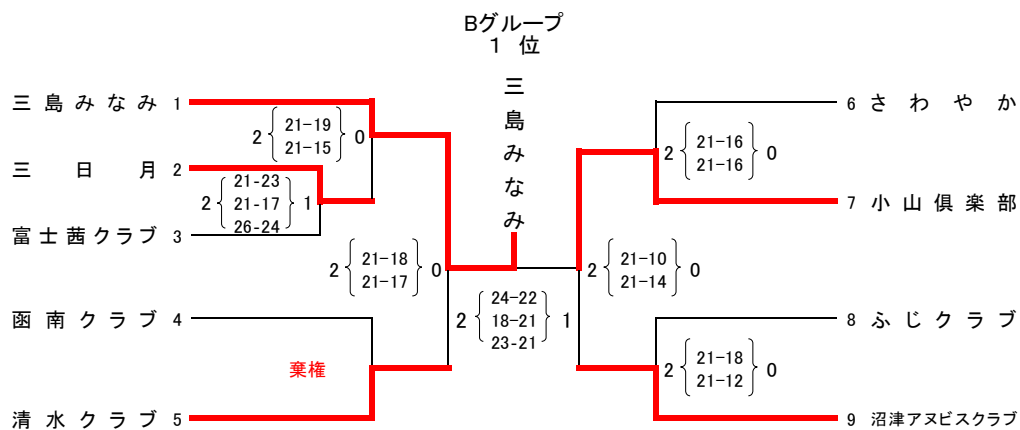 Bグループ
1 位
三島みなみ
三島みなみ 1
2 21-19 0
21-15
三日月 2
2 21-23 1
21-17
26-24
富士茜クラブ 3
2 21-18 0
21-17
函南クラブ 4
棄権
清水クラブ 5
2 24-22 1
18-21
23-21
6 さわやか
2 21-16 0
21-16
7 小山倶楽部
2 21-10 0
21-14
8 ふじクラブ
2 21-18 0
21-12
9 沼津アヌビスクラブ